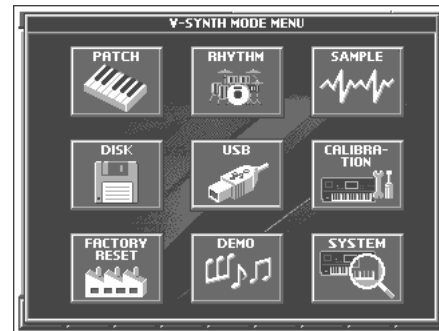 V-SYNTH MODE MENU
PATCH
RHYTHM
SAMPLE
DISK
USB
CALIBRA-
TION
FACTORY
RESET
DEMO
SYSTEM